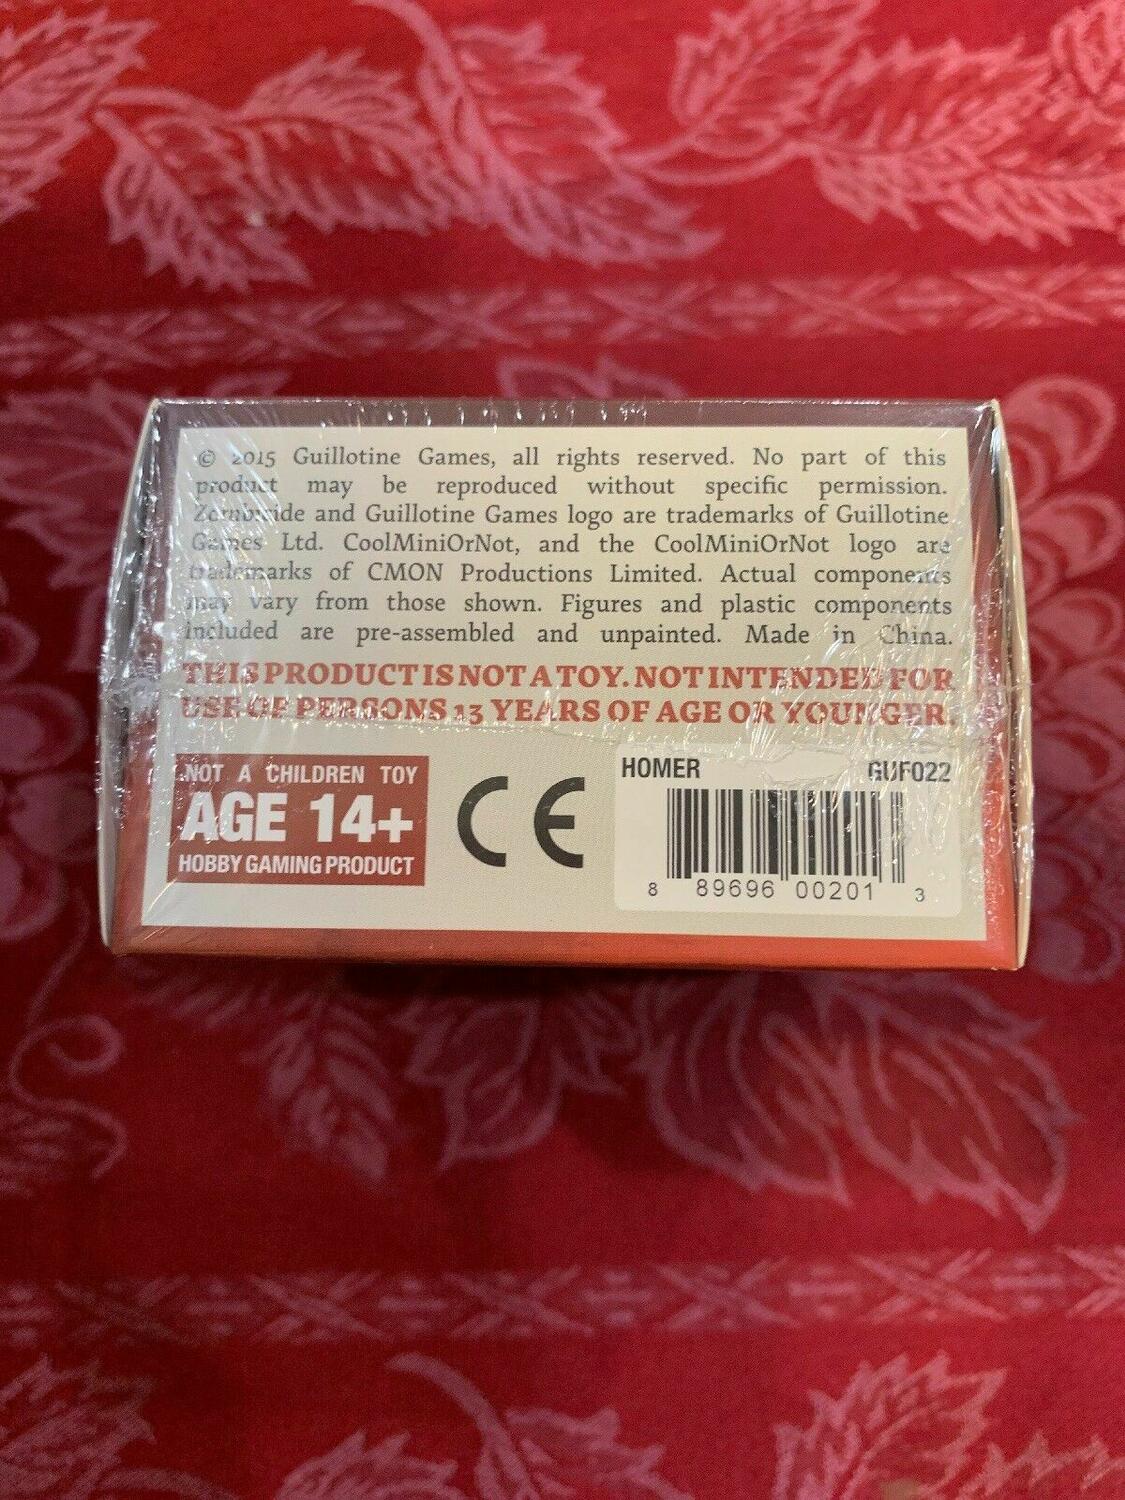 © 2015 Guillotine Games, all rights reserved. No part of this
product may be reproduced without specific permission.
Zombicide and Guillotine Games logo are trademarks of Guillotine
Games Ltd. CoolMiniOrNot, and the CoolMiniOrNot logo are
trademarks of CMON Productions Limited. Actual components
may vary from those shown. Figures and plastic components
included are pre-assembled and unpainted. Made in China.
THIS PRODUCT IS NOT A TOY. NOT INTENDED FOR
USE OF PERSONS 13 YEARS OF AGE OR YOUNGER.
NOT A CHILDREN TOY
AGE 14+
HOBBY GAMING PRODUCT
CE
HOMER GUF022
8 89696 00201 3